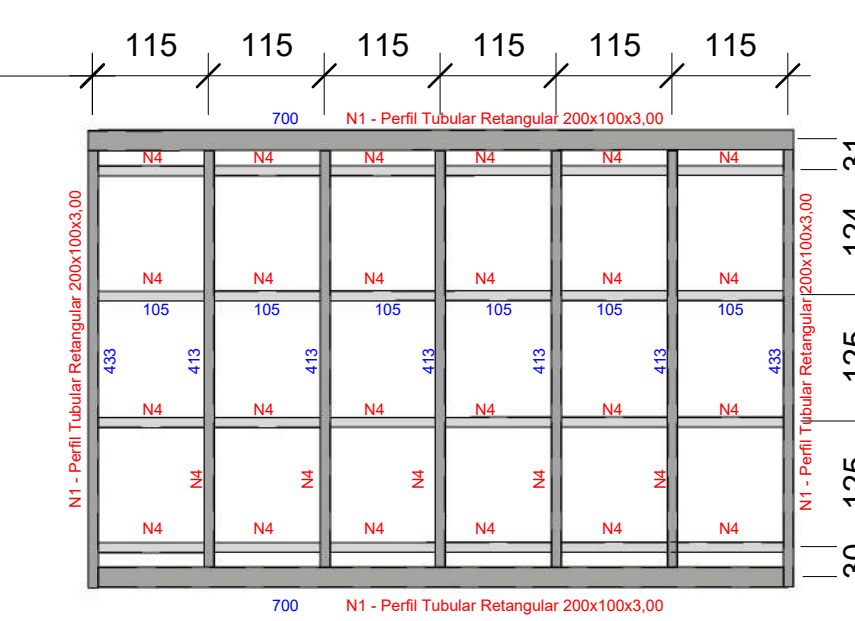 115 115 115 115 115 115
700 N1 - Perfil Tubular Retangular 200x100x3,00
N4 N4 N4 N4 N4 N4
31
N1 - Perfil Tubular Retangular 200x100x3,00
N1 - Perfil Tubular Retangular 200x100x3,00
124
N4 N4 N4 N4 N4 N4
105 105 105 105 105 105
433 413 413 413 413 413 433
125
N4 N4 N4 N4 N4 N4
N4 N4 N4 N4 N4
125
N4 N4 N4 N4 N4 N4
30
700 N1 - Perfil Tubular Retangular 200x100x3,00